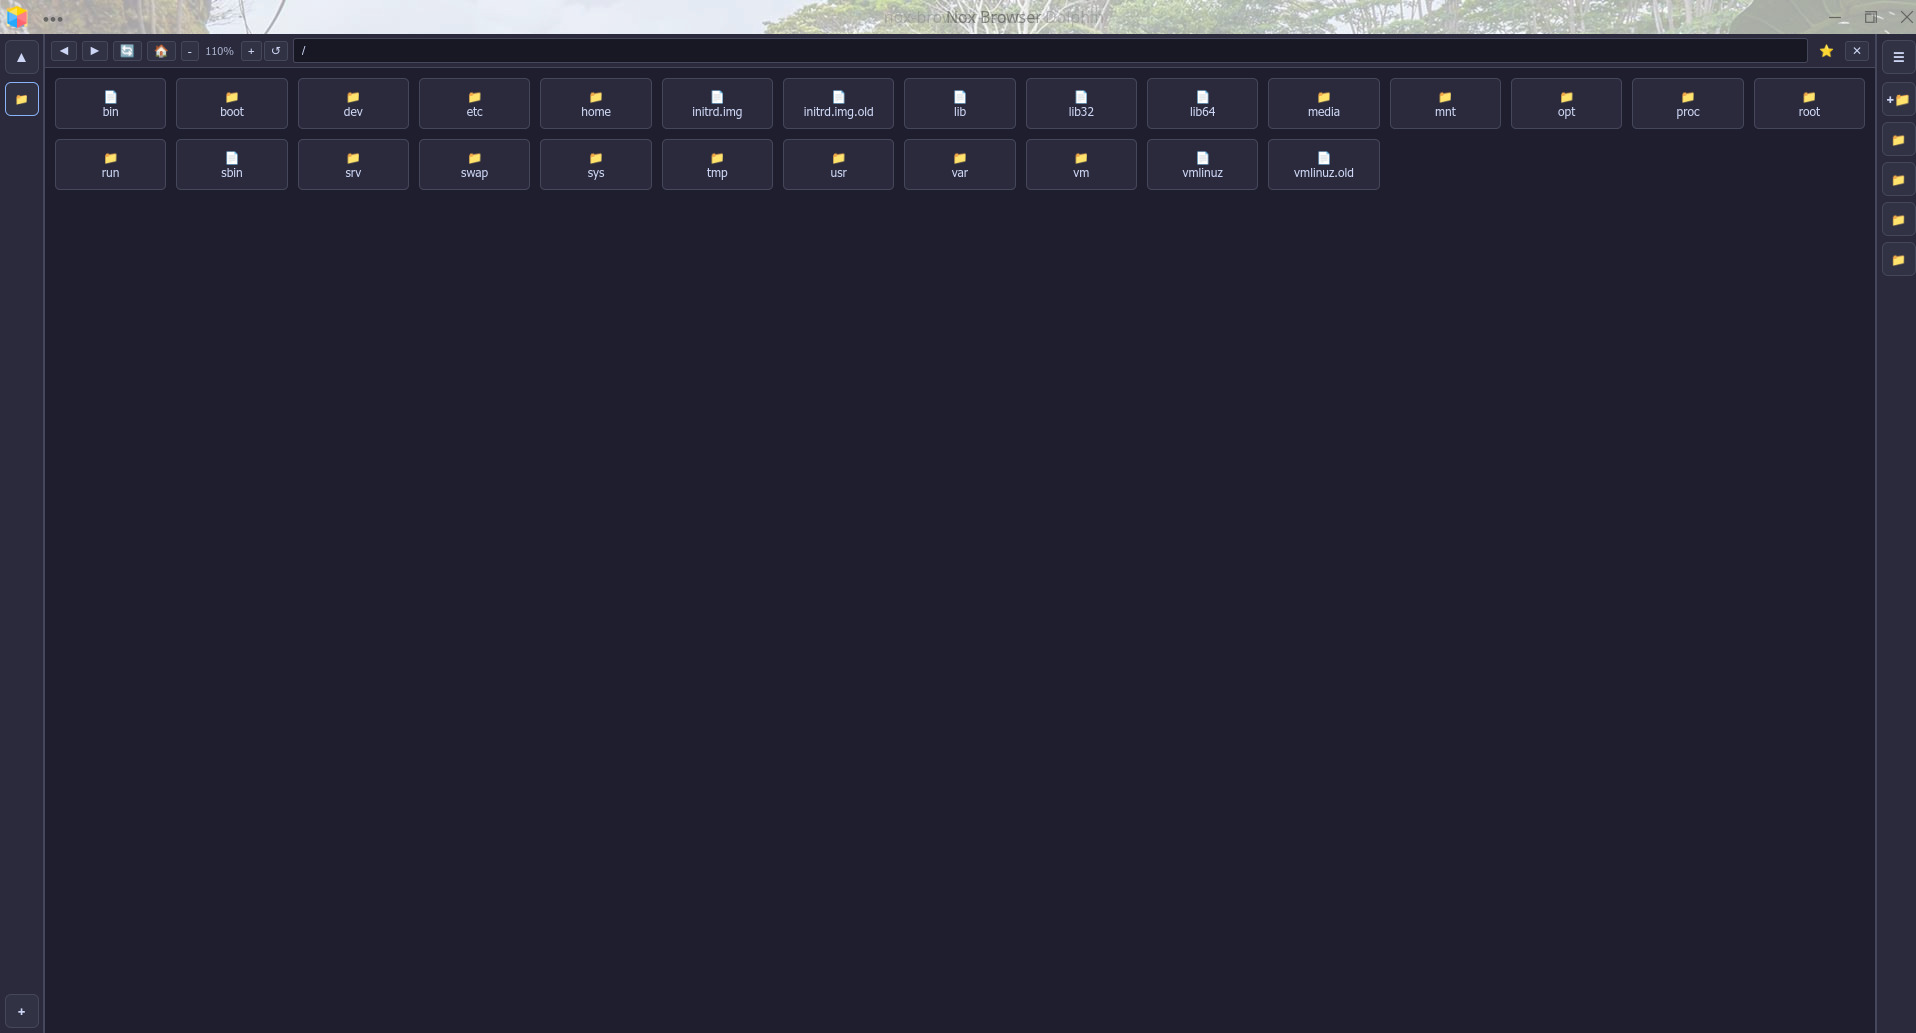 Nox Browser
- 110% + ↺ /
bin boot dev etc home initrd.img initrd.img.old lib lib32 lib64 media mnt opt proc root
run sbin srv swap sys tmp usr var vm vmlinuz vmlinuz.old
+